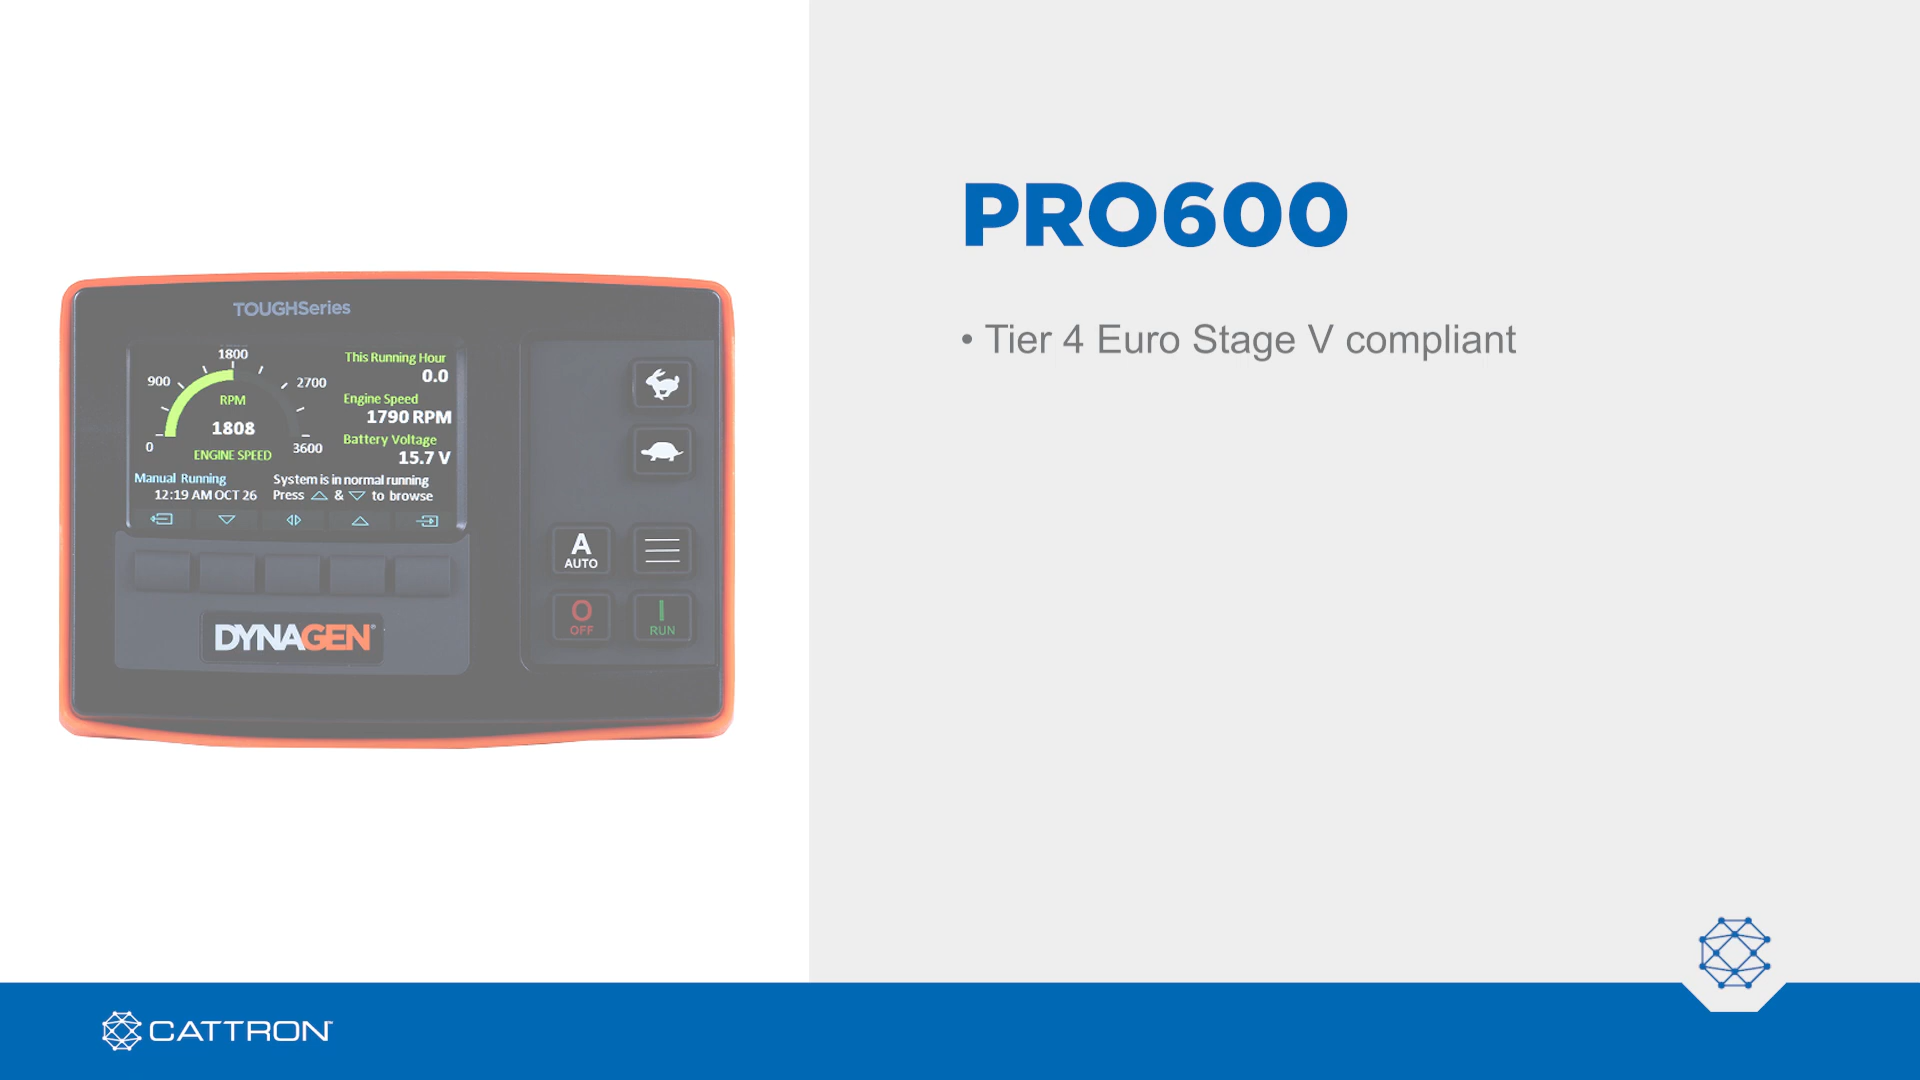 PRO600
• Tier 4 Euro Stage V compliant
TOUGHSeries
1800
900
2700
RPM
1808
0
3600
ENGINE SPEED
This Running Hour
0.0
Engine Speed
1790 RPM
Battery Voltage
15.7 V
Manual Running
12:19 AM OCT 26
System is in normal running
Press △ & ▽ to browse
A
AUTO
O
OFF
I
RUN
DYNAGEN®
CATTRON™